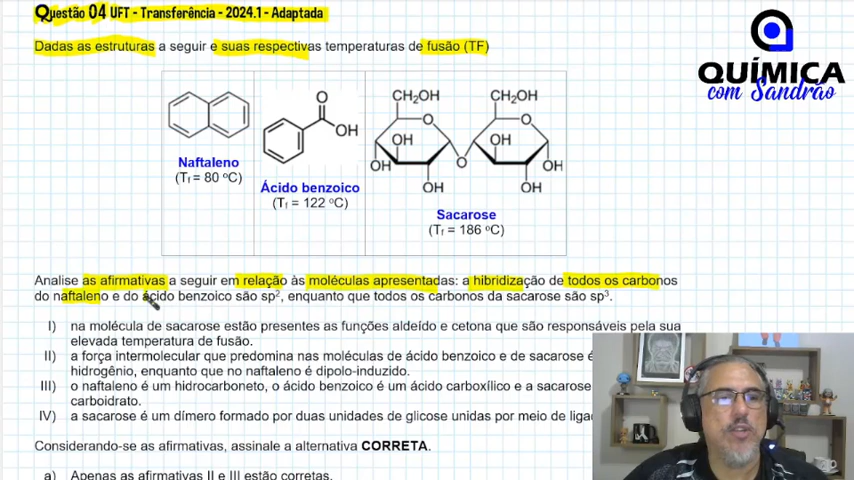 Questão 04 UFT - Transferência - 2024.1 - Adaptada
Dadas as estruturas a seguir e suas respectivas temperaturas de fusão (TF)
QUÍMICA
com Sandrão
O
OH
Naftaleno
(Tf = 80 ºC)
Ácido benzoico
(Tf = 122 ºC)
CH2OH CH2OH
O O
OH OH
OH O OH
OH OH
Sacarose
(Tf = 186 ºC)
Analise as afirmativas a seguir em relação às moléculas apresentadas: a hibridização de todos os carbonos
do naftaleno e do ácido benzoico são sp², enquanto que todos os carbonos da sacarose são sp³.
I) na molécula de sacarose estão presentes as funções aldeído e cetona que são responsáveis pela sua
elevada temperatura de fusão.
II) a força intermolecular que predomina nas moléculas de ácido benzoico e de sacarose é
hidrogênio, enquanto que no naftaleno é dipolo-induzido.
III) o naftaleno é um hidrocarboneto, o ácido benzoico é um ácido carboxílico e a sacarose
carboidrato.
IV) a sacarose é um dímero formado por duas unidades de glicose unidas por meio de
Considerando-se as afirmativas, assinale a alternativa CORRETA.
a) Apenas as afirmativas II e III estão corretas.